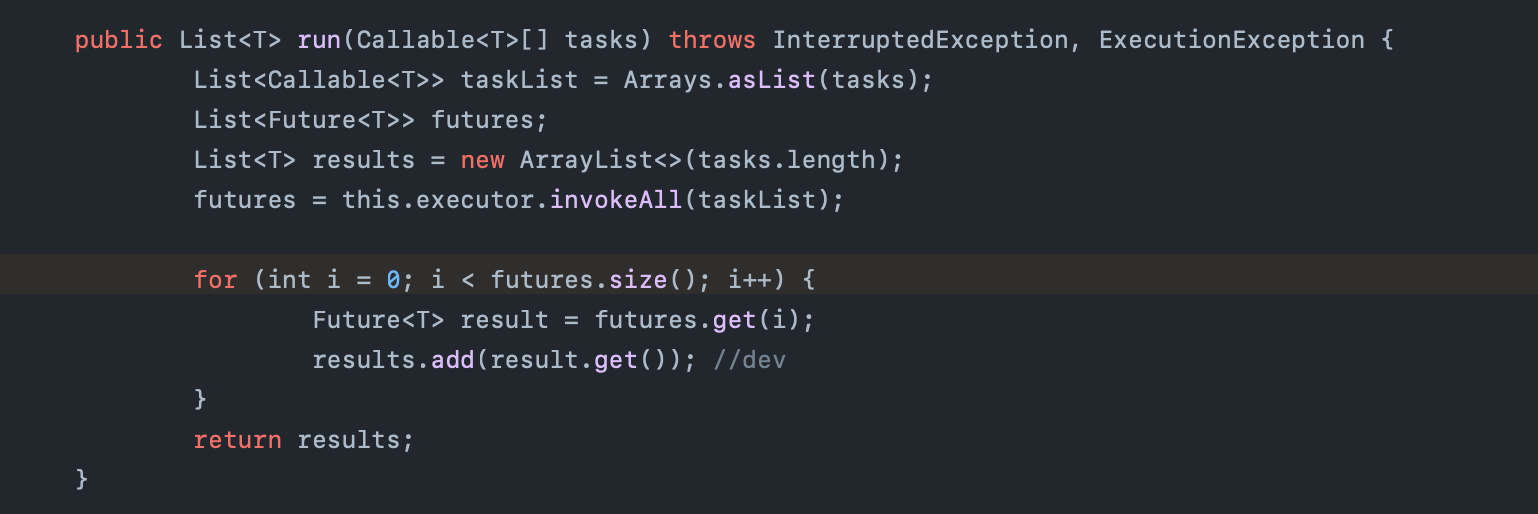 public List<T> run(Callable<T>[] tasks) throws InterruptedException, ExecutionException {
List<Callable<T>> taskList = Arrays.asList(tasks);
List<Future<T>> futures;
List<T> results = new ArrayList<>(tasks.length);
futures = this.executor.invokeAll(taskList);
for (int i = 0; i < futures.size(); i++) {
Future<T> result = futures.get(i);
results.add(result.get()); //dev
}
return results;
}